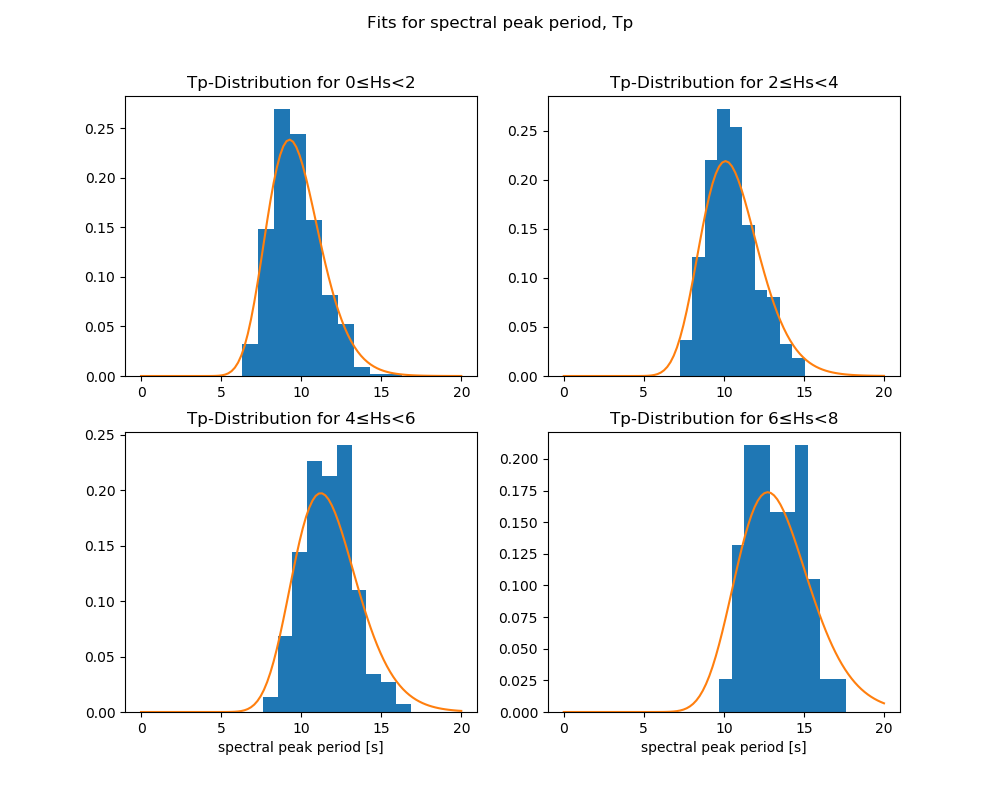 Fits for spectral peak period, Tp
Tp-Distribution for 0≤Hs<2
0.25
0.20
0.15
0.10
0.05
0.00
0 5 10 15 20
Tp-Distribution for 2≤Hs<4
0.25
0.20
0.15
0.10
0.05
0.00
0 5 10 15 20
Tp-Distribution for 4≤Hs<6
0.25
0.20
0.15
0.10
0.05
0.00
0 5 10 15 20
spectral peak period [s]
Tp-Distribution for 6≤Hs<8
0.200
0.175
0.150
0.125
0.100
0.075
0.050
0.025
0.000
0 5 10 15 20
spectral peak period [s]